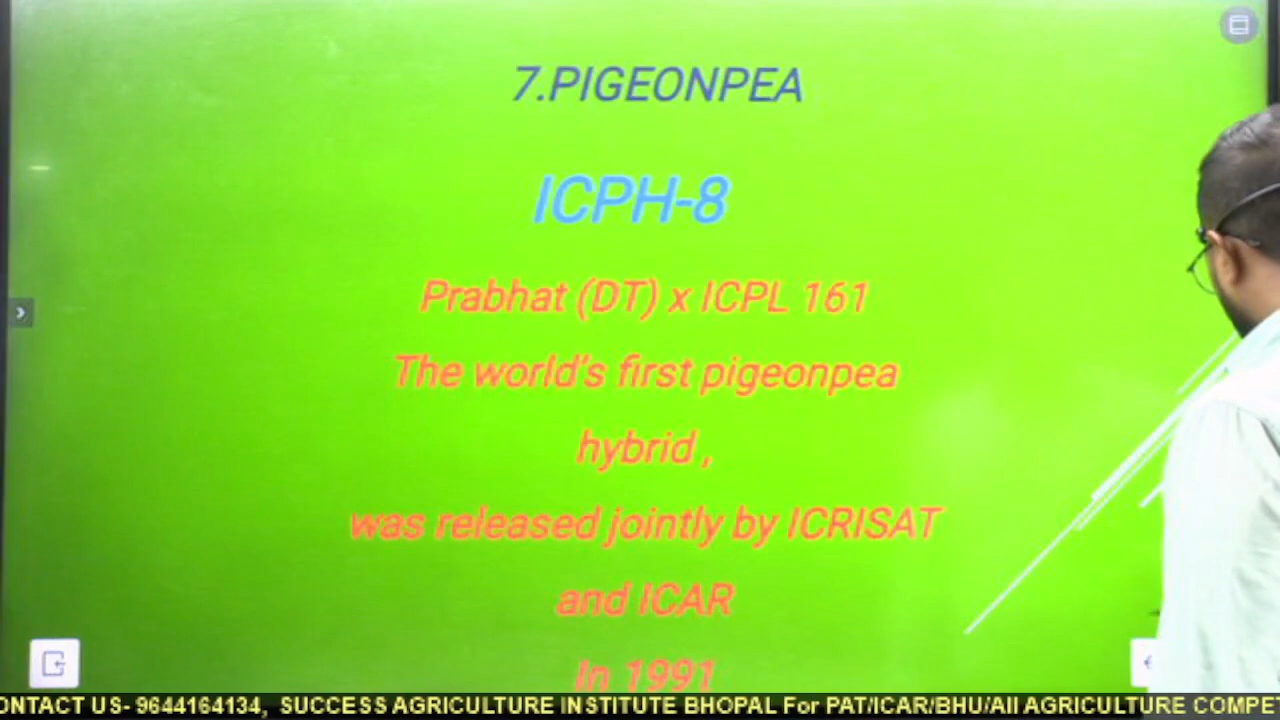 7.PIGEONPEA
ICPH-8
Prabhat (DT) x ICPL 161
The world's first pigeonpea
hybrid ,
was released jointly by ICRISAT
and ICAR
In 1991
ONTACT US- 9644164134, SUCCESS AGRICULTURE INSTITUTE BHOPAL For PAT/ICAR/BHU/All AGRICULTURE COMPE